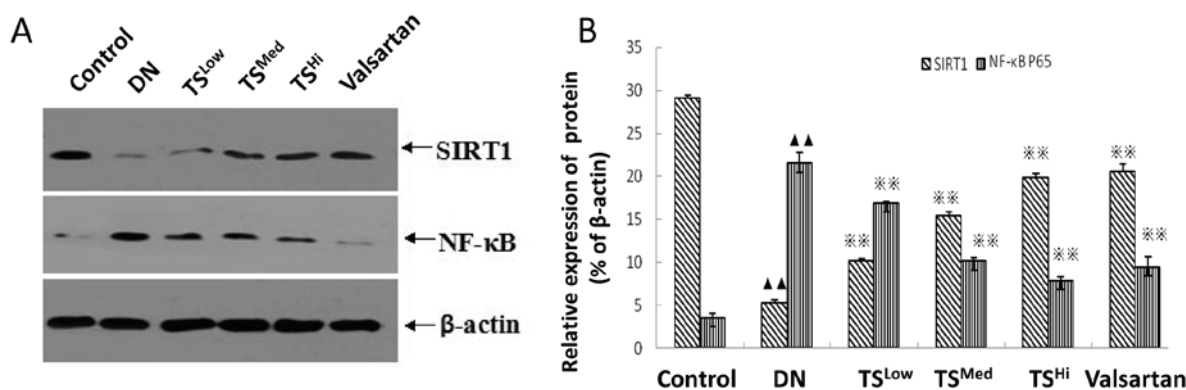 A
Control DN TS^Low TS^Med TS^Hi Valsartan
SIRT1
NF-κB
β-actin
B
Relative expression of protein
(% of β-actin)
35
30
25
20
15
10
5
0
SIRT1 NF-κB P65
▲▲
▲▲
※※
※※
※※
※※
※※
※※
※※
※※
Control DN TS^Low TS^Med TS^Hi Valsartan